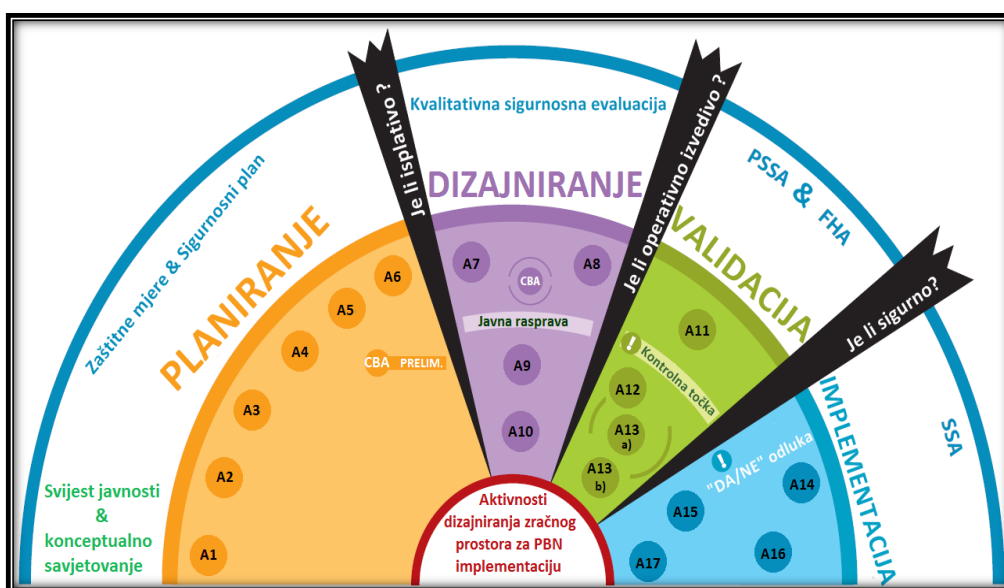 Svijest javnosti
&
konceptualno
savjetovanje
Zaštitne mjere & Sigurnosni plan
PLANIRANJE
A1
A2
A3
A4
A5
A6
CBA PRELIM.
Je li isplativo ?
Kvalitativna sigurnosna evaluacija
DIZAJNIRANJE
A7
CBA
A8
Javna rasprava
A9
A10
Je li operativno izvedivo ?
PSSA & FHA
VALIDACIJA
A11
! Kontrolna točka
A12
A13
a)
A13
b)
Je li sigurno?
SSA
IMPLEMENTACIJA
! "DA/NE" odluka
A14
A15
A16
A17
Aktivnosti
dizajniranja zračnog
prostora za PBN
implementaciju